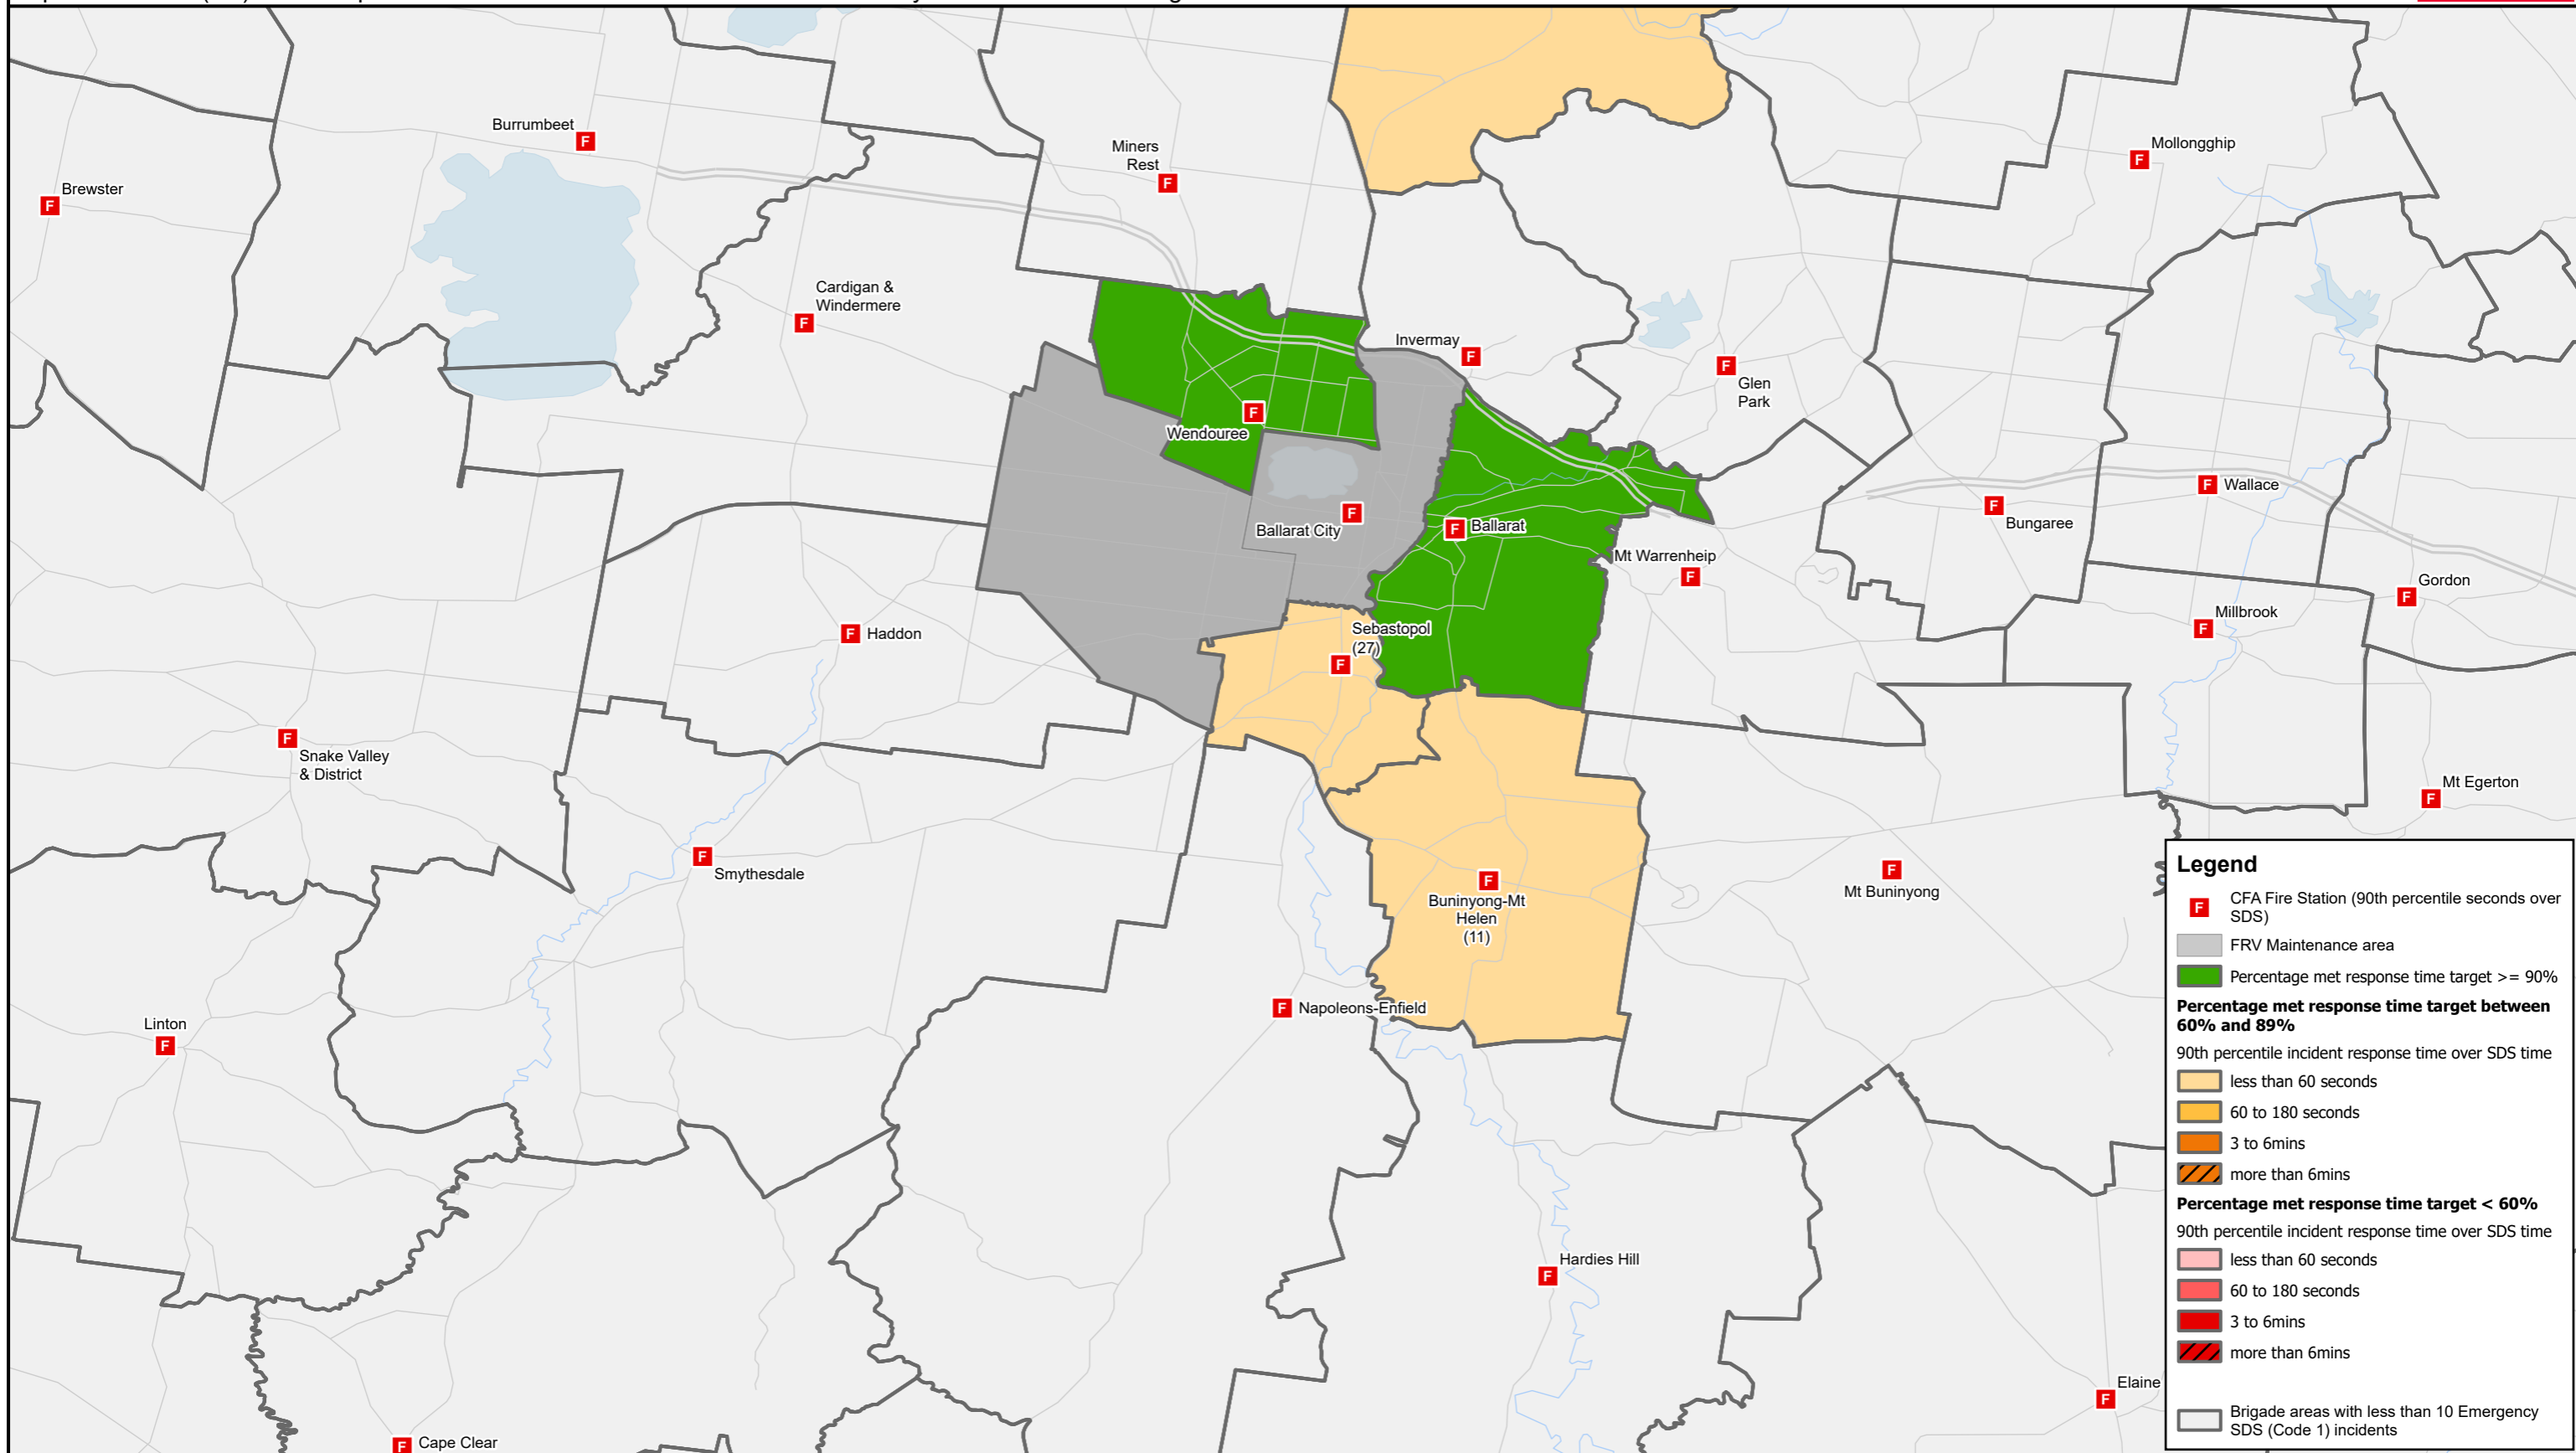 Burrumbeet
Miners
Rest
Mollongghip
Brewster
Cardigan &
Windermere
Invermay
Glen
Park
Wendouree
Wallace
Ballarat City
Ballarat
Bungaree
Mt Warrenheip
Gordon
Millbrook
Sebastopol
(27)
Haddon
Snake Valley
& District
Mt Egerton
Smythesdale
Mt Buninyong
Buninyong-Mt
Helen
(11)
Napoleons-Enfield
Linton
Hardies Hill
Elaine
Cape Clear
Legend
CFA Fire Station (90th percentile seconds over
SDS)
FRV Maintenance area
Percentage met response time target >= 90%
Percentage met response time target between
60% and 89%
90th percentile incident response time over SDS time
less than 60 seconds
60 to 180 seconds
3 to 6mins
more than 6mins
Percentage met response time target < 60%
90th percentile incident response time over SDS time
less than 60 seconds
60 to 180 seconds
3 to 6mins
more than 6mins
Brigade areas with less than 10 Emergency
SDS (Code 1) incidents